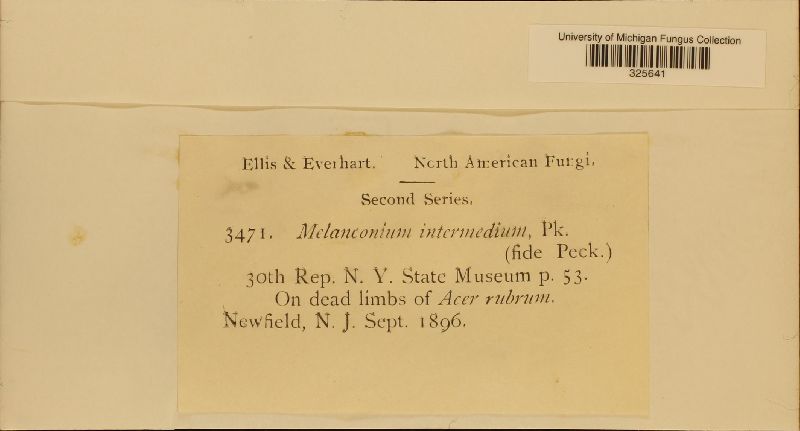 University of Michigan Fungus Collection
325641
Ellis & Everhart. North American Fungi.
Second Series.
3471. Melanconium intermedium, Pk.
(fide Peck.)
30th Rep. N. Y. State Museum p. 53.
On dead limbs of Acer rubrum.
Newfield, N. J. Sept. 1896.